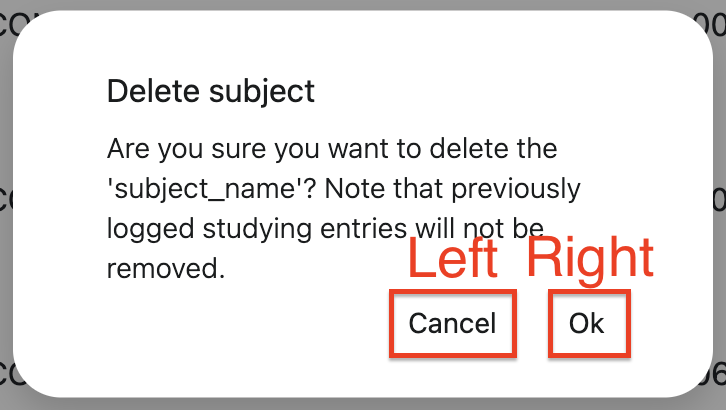 Delete subject
Are you sure you want to delete the
'subject_name'? Note that previously
logged studying entries will not be
removed.
Left Right
Cancel Ok